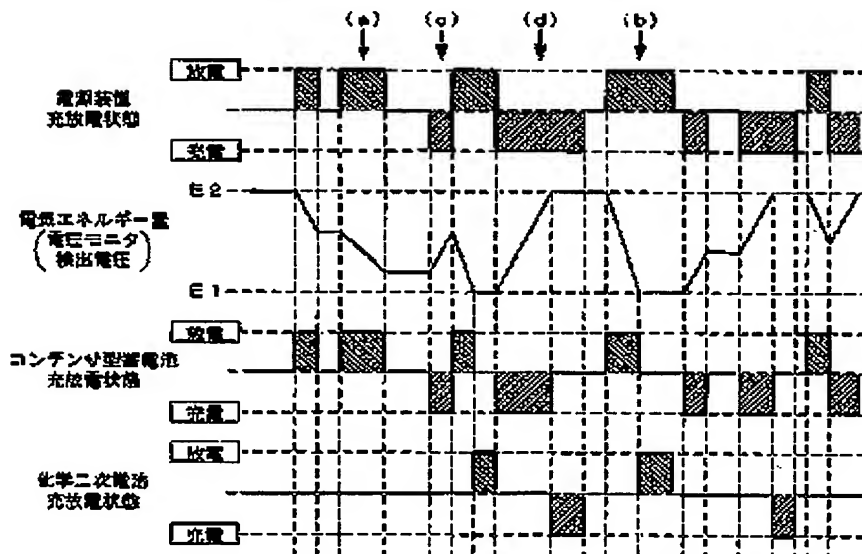 (a) (c) (d) (b)
放電
電源装置
充放電状態
充電
E2
電気エネルギー量
(電圧モニタ
検出電圧)
E1
放電
コンデンサ型蓄電池
充放電状態
充電
放電
化学二次電池
充放電状態
充電